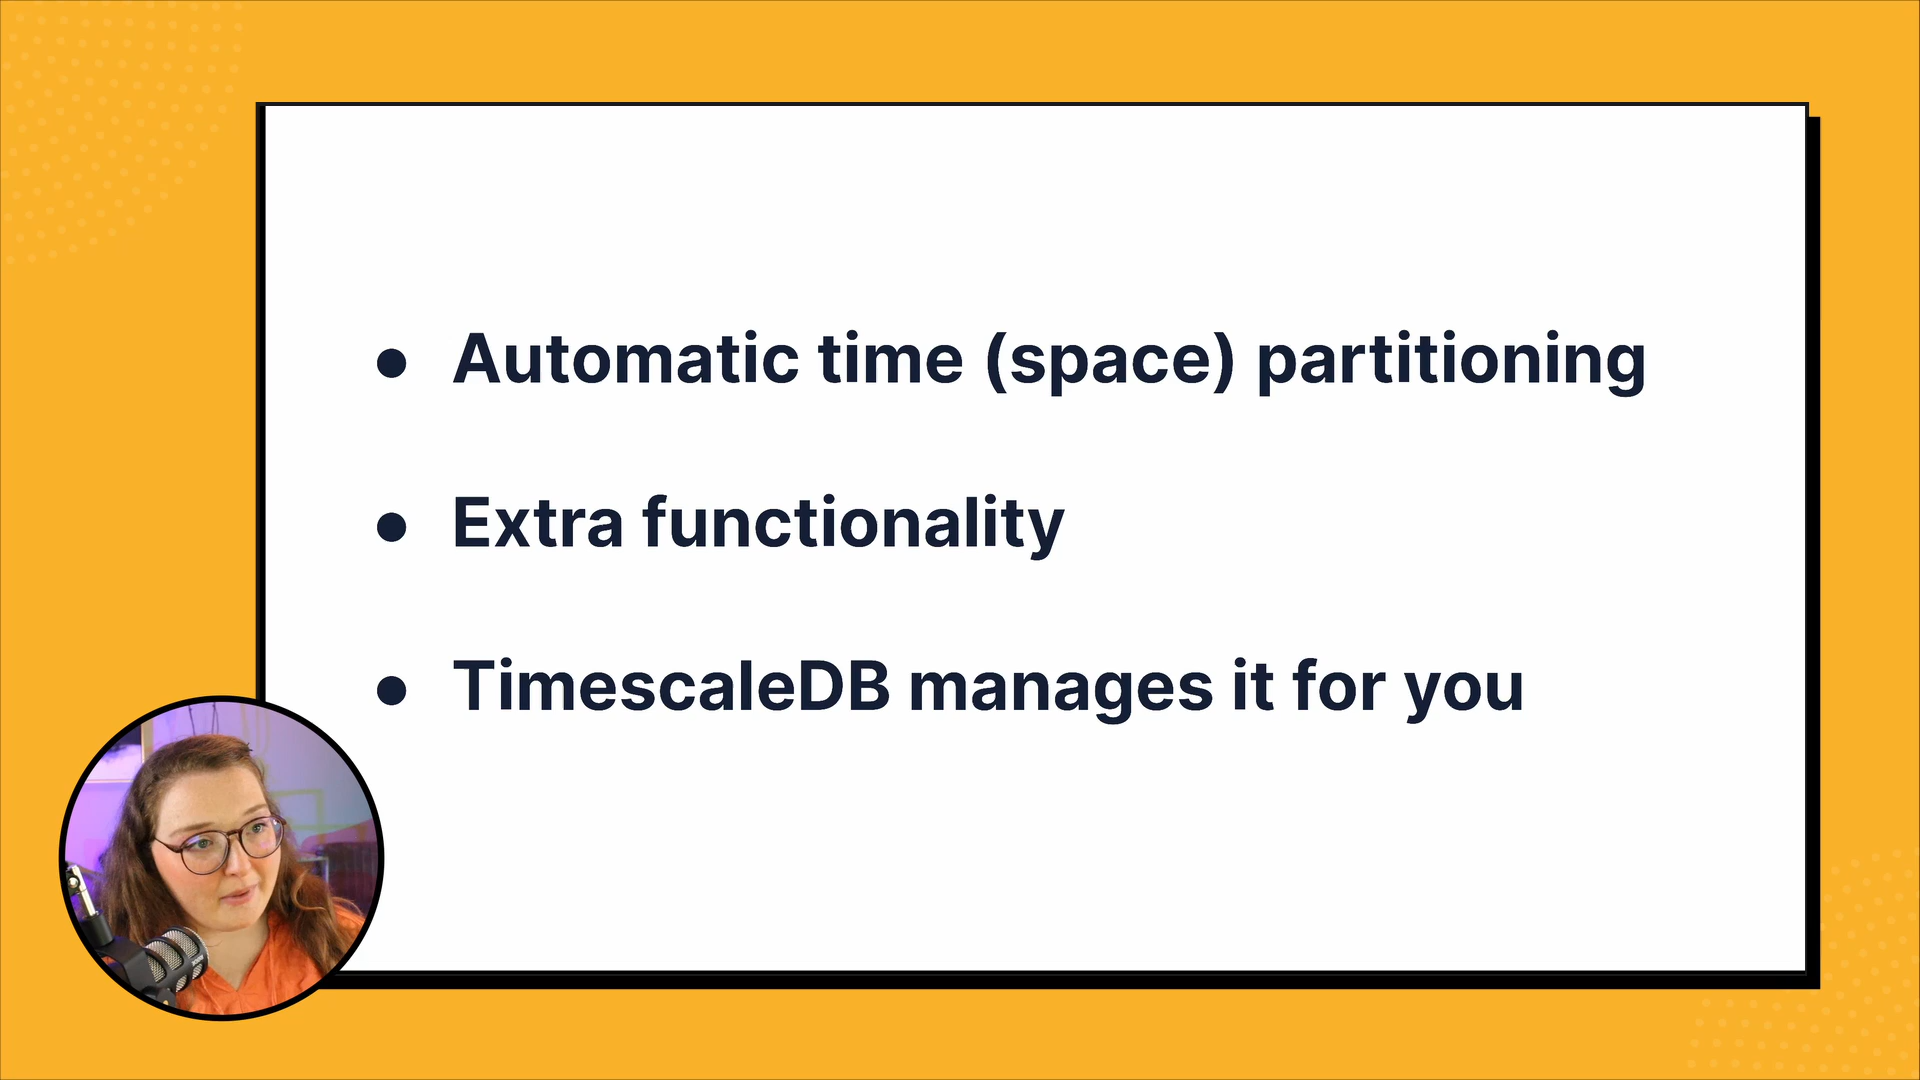 ● Automatic time (space) partitioning
● Extra functionality
● TimescaleDB manages it for you